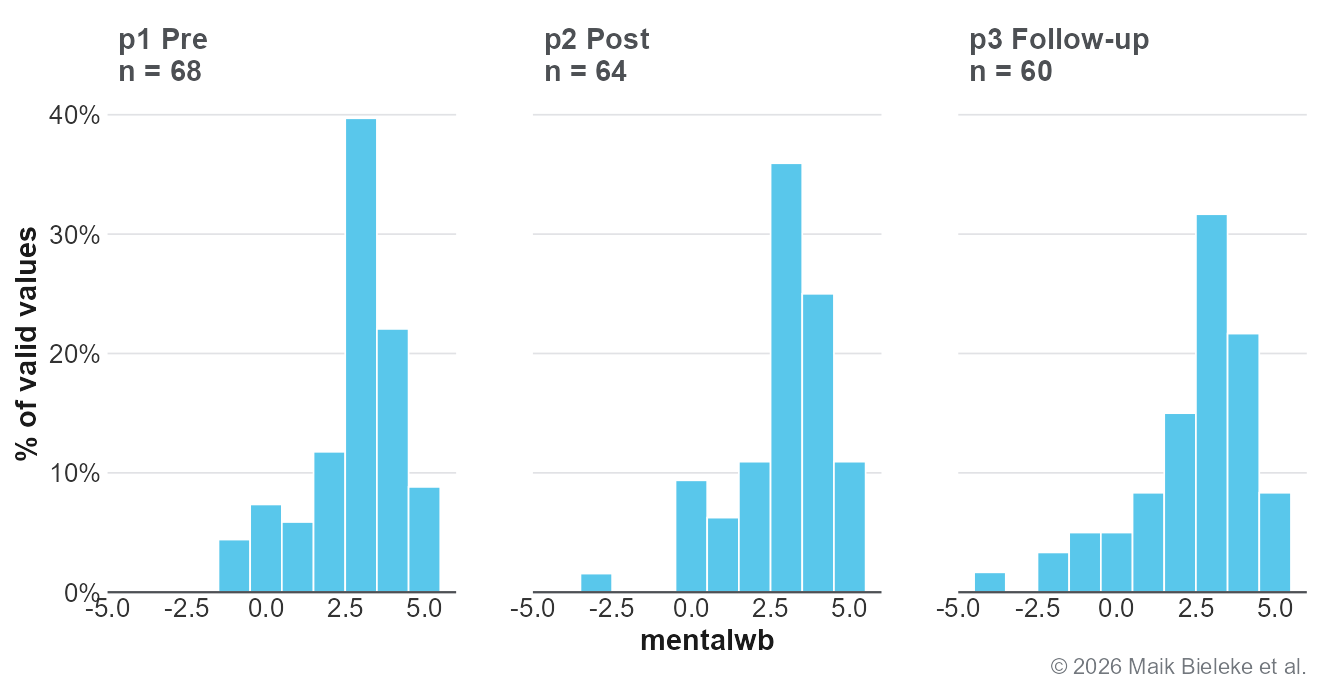 p1 Pre
n = 68
p2 Post
n = 64
p3 Follow-up
n = 60
% of valid values
40%
30%
20%
10%
0%
-5.0 -2.5 0.0 2.5 5.0
-5.0 -2.5 0.0 2.5 5.0
-5.0 -2.5 0.0 2.5 5.0
mentalwb
© 2026 Maik Bieleke et al.